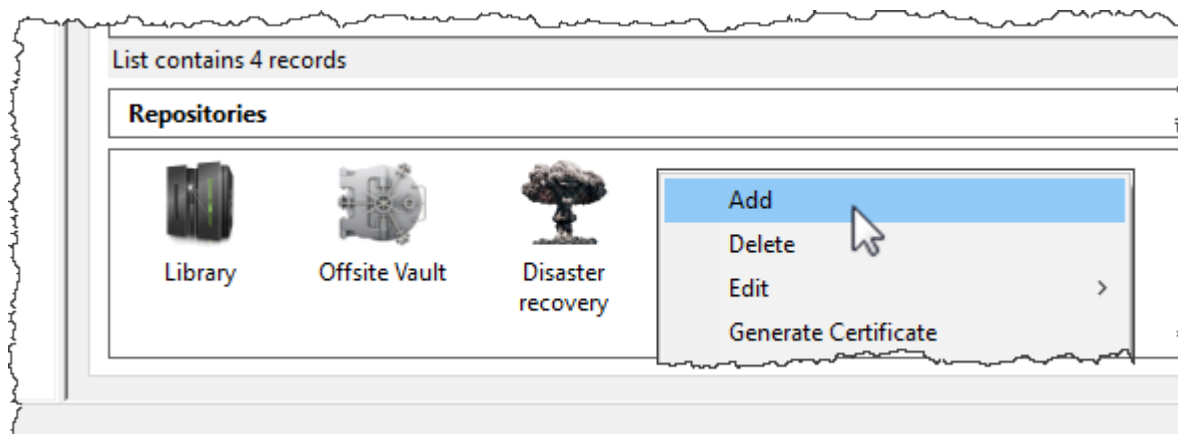 List contains 4 records
Repositories
Library
Offsite Vault
Disaster
recovery
Add
Delete
Edit
Generate Certificate